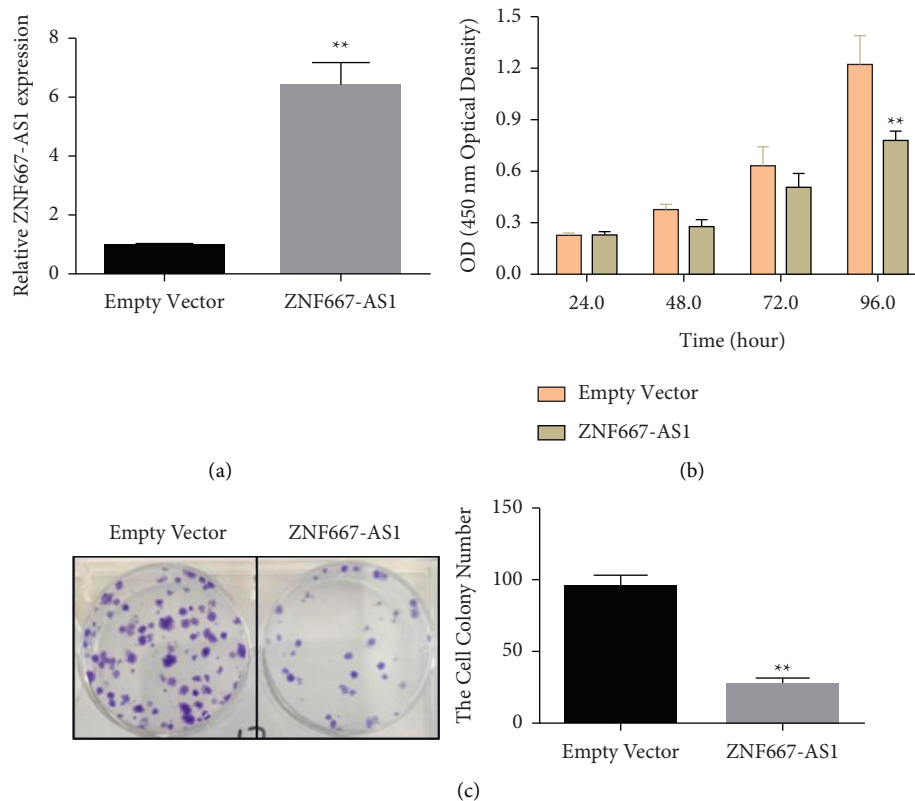 Relative ZNF667-AS1 expression
8
6
4
2
0
**
Empty Vector
ZNF667-AS1
(a)
OD (450 nm Optical Density)
1.5
1.2
0.9
0.6
0.3
0.0
**
24.0
48.0
72.0
96.0
Time (hour)
Empty Vector
ZNF667-AS1
(b)
Empty Vector
ZNF667-AS1
The Cell Colony Number
150
100
50
0
**
Empty Vector
ZNF667-AS1
(c)